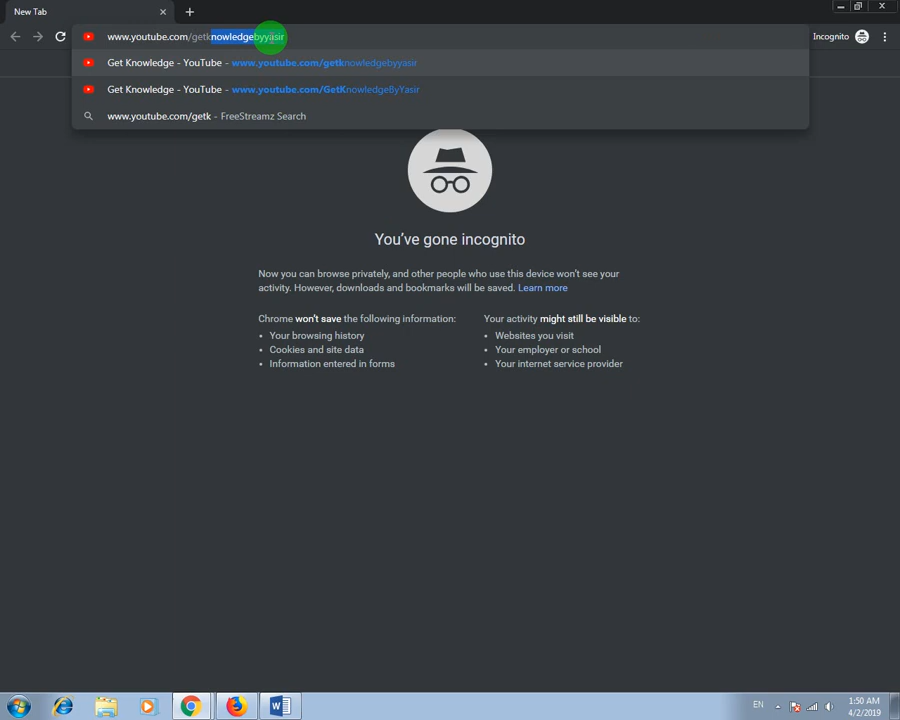 New Tab
www.youtube.com/getknowledgebyyasir
Incognito
Get Knowledge - YouTube - www.youtube.com/getknowledgebyyasir
Get Knowledge - YouTube - www.youtube.com/GetKnowledgeByYasir
www.youtube.com/getk - FreeStreamz Search
You've gone incognito
Now you can browse privately, and other people who use this device won't see your
activity. However, downloads and bookmarks will be saved. Learn more
Chrome won't save the following information:
• Your browsing history
• Cookies and site data
• Information entered in forms
Your activity might still be visible to:
• Websites you visit
• Your employer or school
• Your internet service provider
EN
1:50 AM
4/2/2019